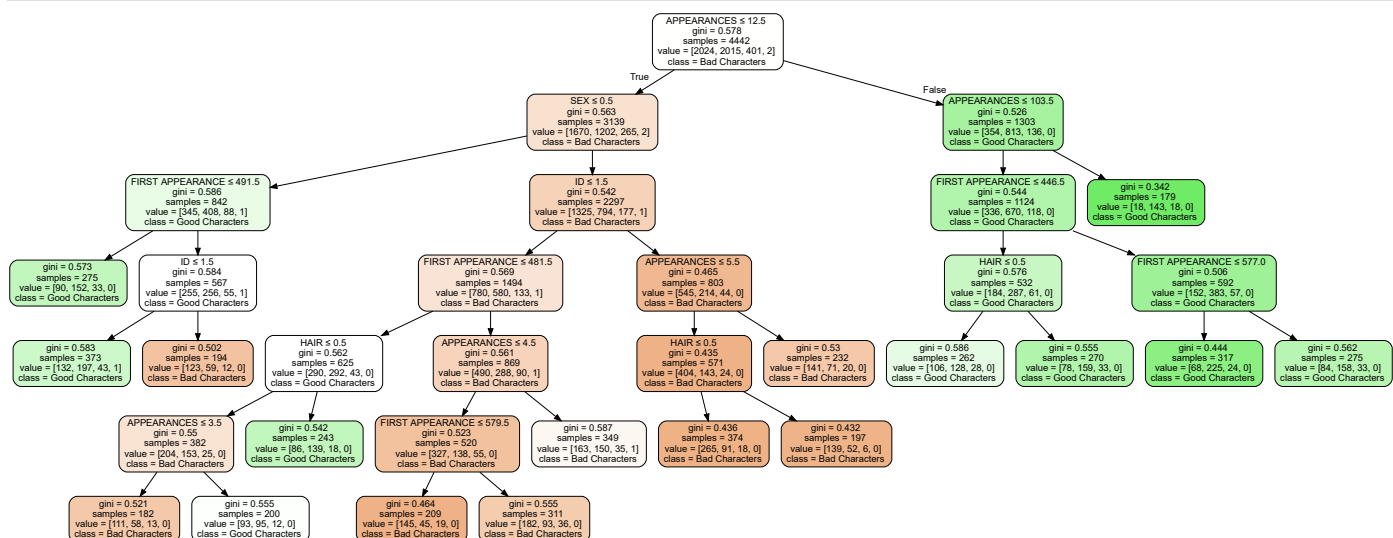 APPEARANCES ≤ 12.5
gini = 0.578
samples = 4442
value = [2024, 2015, 401, 2]
class = Bad Characters
True
False
SEX ≤ 0.5
gini = 0.563
samples = 3139
value = [1670, 1202, 265, 2]
class = Bad Characters
APPEARANCES ≤ 103.5
gini = 0.526
samples = 1303
value = [354, 813, 136, 0]
class = Good Characters
FIRST APPEARANCE ≤ 491.5
gini = 0.586
samples = 842
value = [345, 408, 88, 1]
class = Good Characters
ID ≤ 1.5
gini = 0.542
samples = 2297
value = [1325, 794, 177, 1]
class = Bad Characters
FIRST APPEARANCE ≤ 446.5
gini = 0.544
samples = 1124
value = [336, 670, 118, 0]
class = Good Characters
gini = 0.342
samples = 179
value = [18, 143, 18, 0]
class = Good Characters
gini = 0.573
samples = 275
value = [90, 152, 33, 0]
class = Good Characters
ID ≤ 1.5
gini = 0.584
samples = 567
value = [255, 256, 55, 1]
class = Good Characters
FIRST APPEARANCE ≤ 481.5
gini = 0.569
samples = 1494
value = [780, 580, 133, 1]
class = Bad Characters
APPEARANCES ≤ 5.5
gini = 0.465
samples = 803
value = [545, 214, 44, 0]
class = Bad Characters
HAIR ≤ 0.5
gini = 0.576
samples = 532
value = [184, 287, 61, 0]
class = Good Characters
FIRST APPEARANCE ≤ 577.0
gini = 0.506
samples = 592
value = [152, 383, 57, 0]
class = Good Characters
gini = 0.583
samples = 373
value = [132, 197, 43, 1]
class = Good Characters
gini = 0.502
samples = 194
value = [123, 59, 12, 0]
class = Bad Characters
HAIR ≤ 0.5
gini = 0.562
samples = 625
value = [290, 292, 43, 0]
class = Good Characters
APPEARANCES ≤ 4.5
gini = 0.561
samples = 869
value = [490, 288, 90, 1]
class = Bad Characters
HAIR ≤ 0.5
gini = 0.435
samples = 571
value = [404, 143, 24, 0]
class = Bad Characters
gini = 0.53
samples = 232
value = [141, 71, 20, 0]
class = Bad Characters
gini = 0.586
samples = 262
value = [106, 128, 28, 0]
class = Good Characters
gini = 0.555
samples = 270
value = [78, 159, 33, 0]
class = Good Characters
gini = 0.444
samples = 317
value = [68, 225, 24, 0]
class = Good Characters
gini = 0.562
samples = 275
value = [84, 158, 33, 0]
class = Good Characters
APPEARANCES ≤ 3.5
gini = 0.55
samples = 382
value = [204, 153, 25, 0]
class = Bad Characters
gini = 0.542
samples = 243
value = [86, 139, 18, 0]
class = Good Characters
FIRST APPEARANCE ≤ 579.5
gini = 0.523
samples = 520
value = [327, 138, 55, 0]
class = Bad Characters
gini = 0.587
samples = 349
value = [163, 150, 35, 1]
class = Bad Characters
gini = 0.436
samples = 374
value = [265, 91, 18, 0]
class = Bad Characters
gini = 0.432
samples = 197
value = [139, 52, 6, 0]
class = Bad Characters
gini = 0.521
samples = 182
value = [111, 58, 13, 0]
class = Bad Characters
gini = 0.555
samples = 200
value = [93, 95, 12, 0]
class = Good Characters
gini = 0.464
samples = 209
value = [145, 45, 19, 0]
class = Bad Characters
gini = 0.555
samples = 311
value = [182, 93, 36, 0]
class = Bad Characters